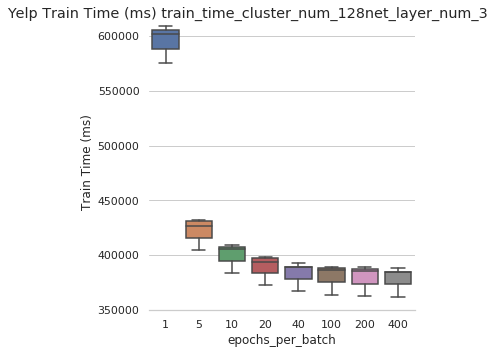 Yelp Train Time (ms) train_time_cluster_num_128net_layer_num_3
600000
550000
500000
450000
400000
350000
Train Time (ms)
1 5 10 20 40 100 200 400
epochs_per_batch